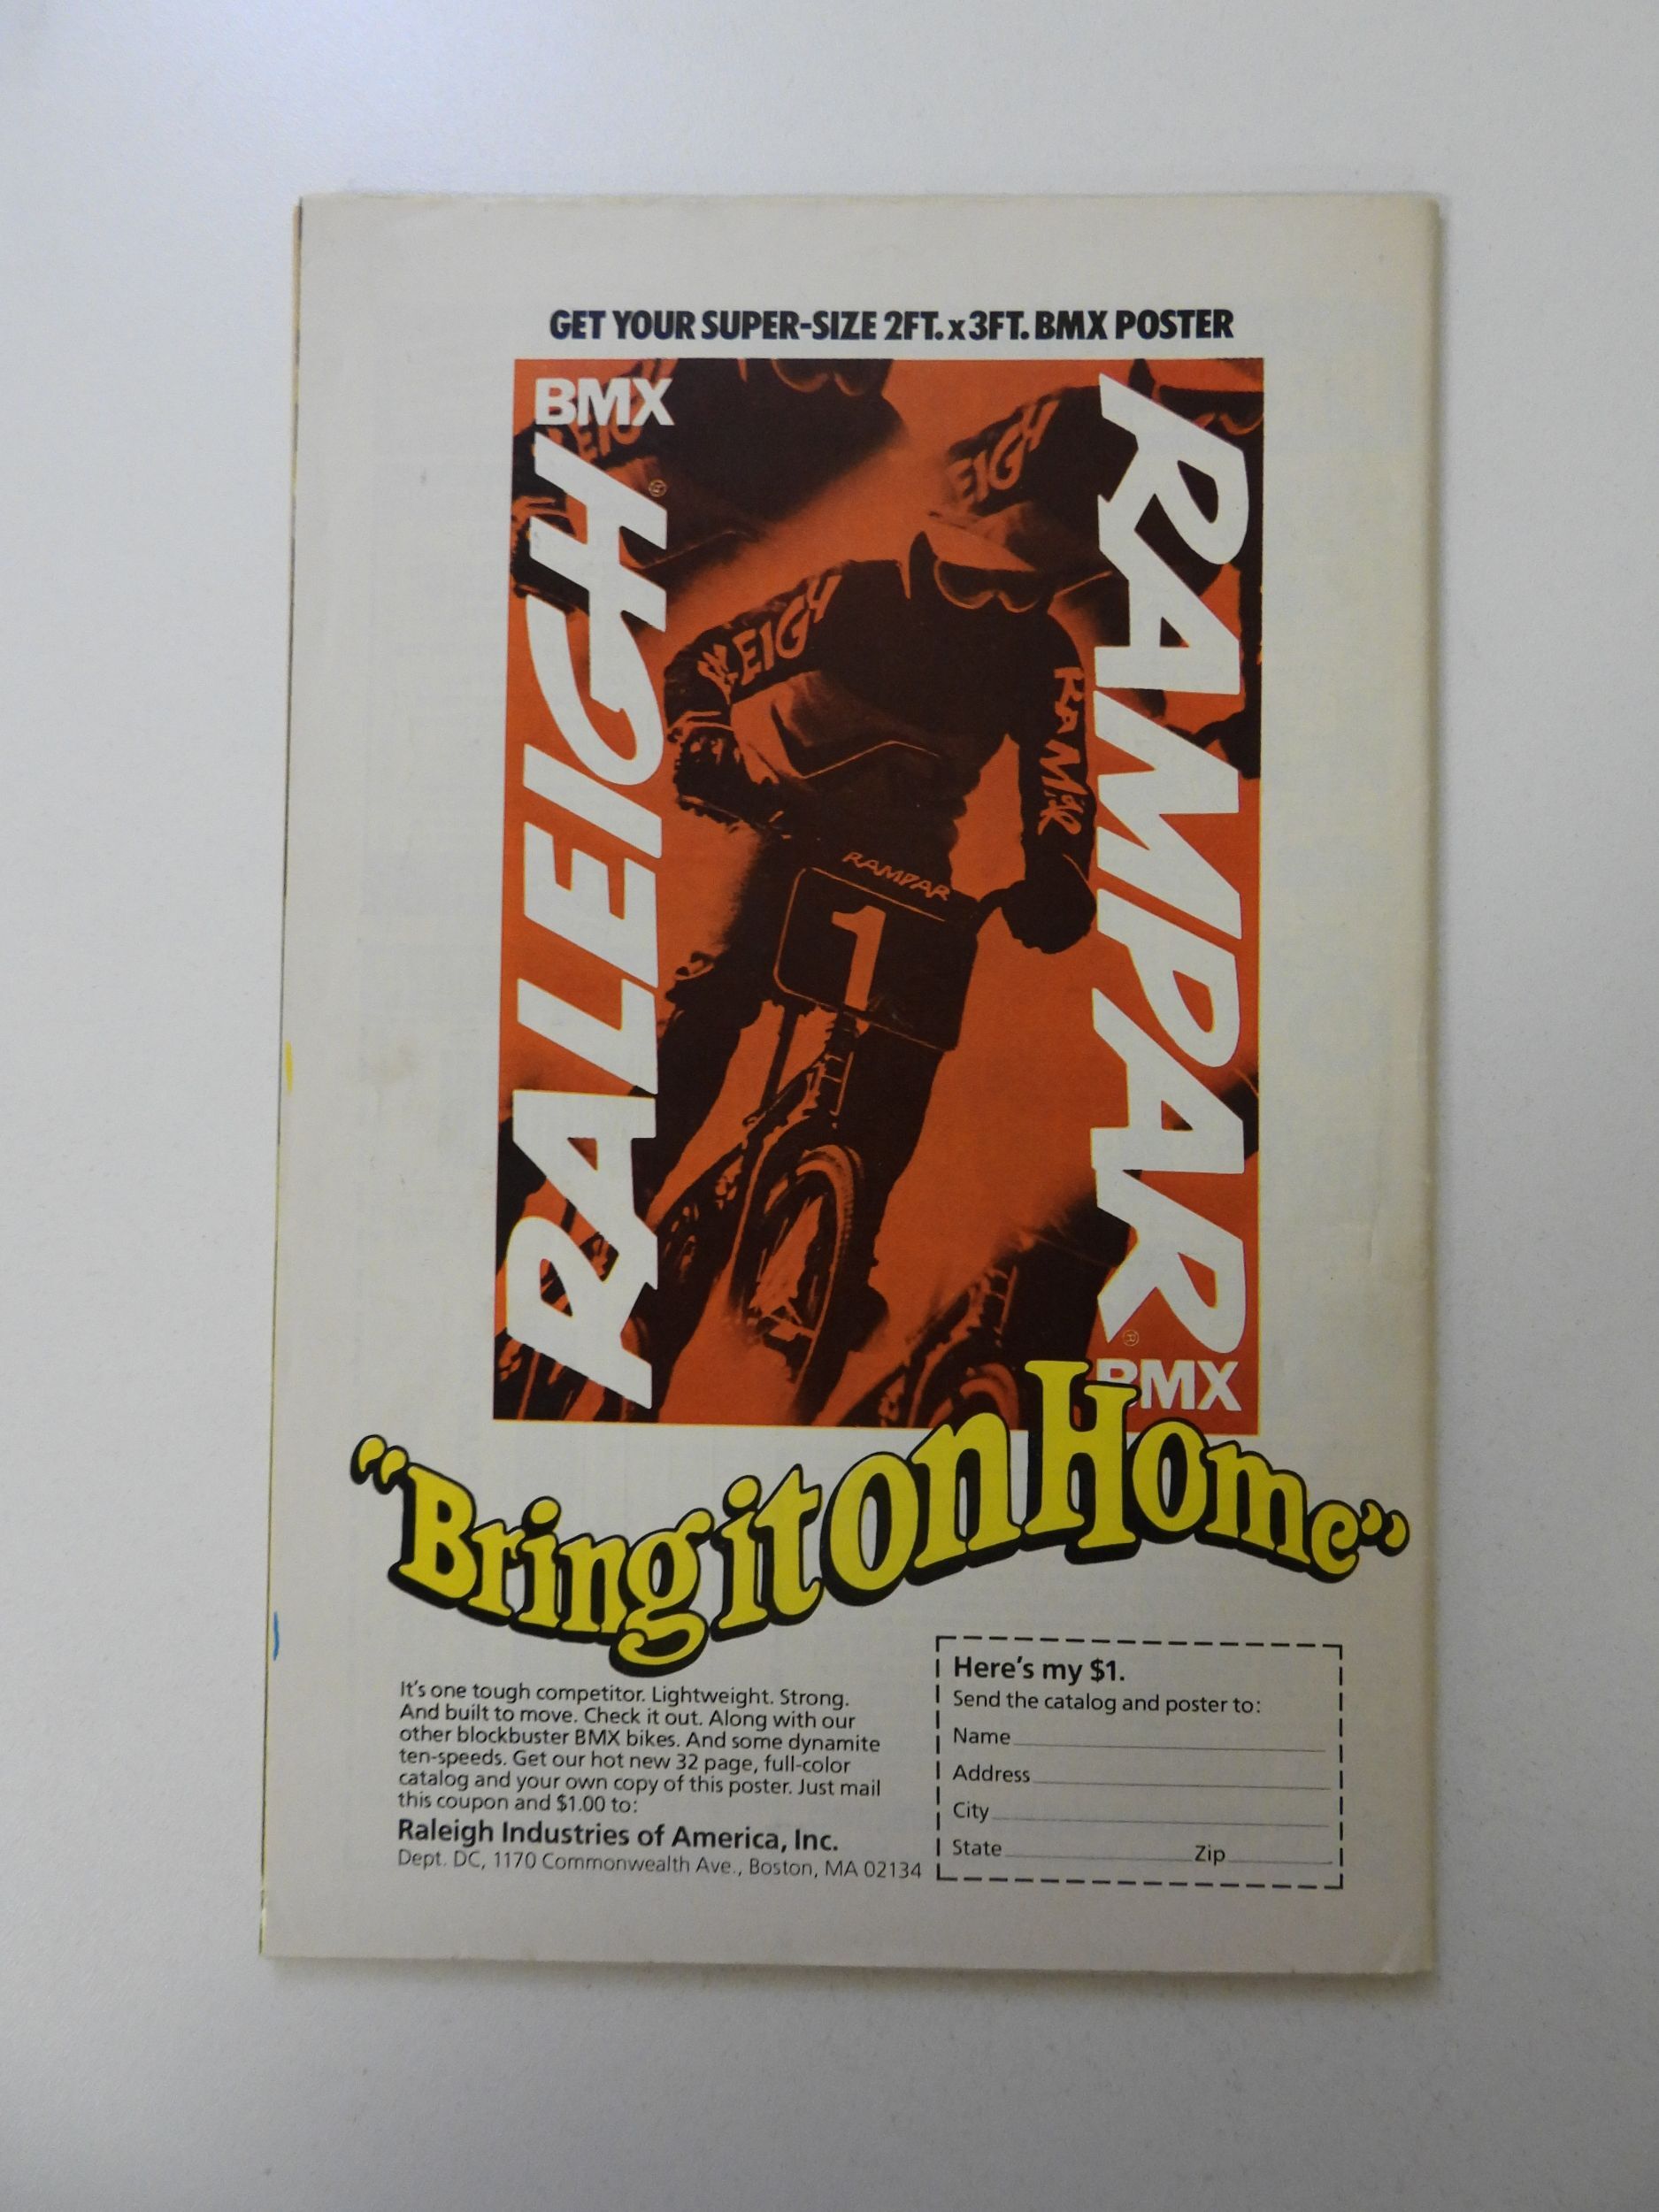 GET YOUR SUPER-SIZE 2FT. x 3FT. BMX POSTER
BMX
RALEIGH®
RAMPAR®
BMX
EIGH
LEIGH
RAMPAR
1
"Bring it on Home"
It's one tough competitor. Lightweight. Strong.
And built to move. Check it out. Along with our
other blockbuster BMX bikes. And some dynamite
ten-speeds. Get our hot new 32 page, full-color
catalog and your own copy of this poster. Just mail
this coupon and $1.00 to:
Raleigh Industries of America, Inc.
Dept. DC, 1170 Commonwealth Ave., Boston, MA 02134
Here's my $1.
Send the catalog and poster to:
Name
Address
City
State Zip